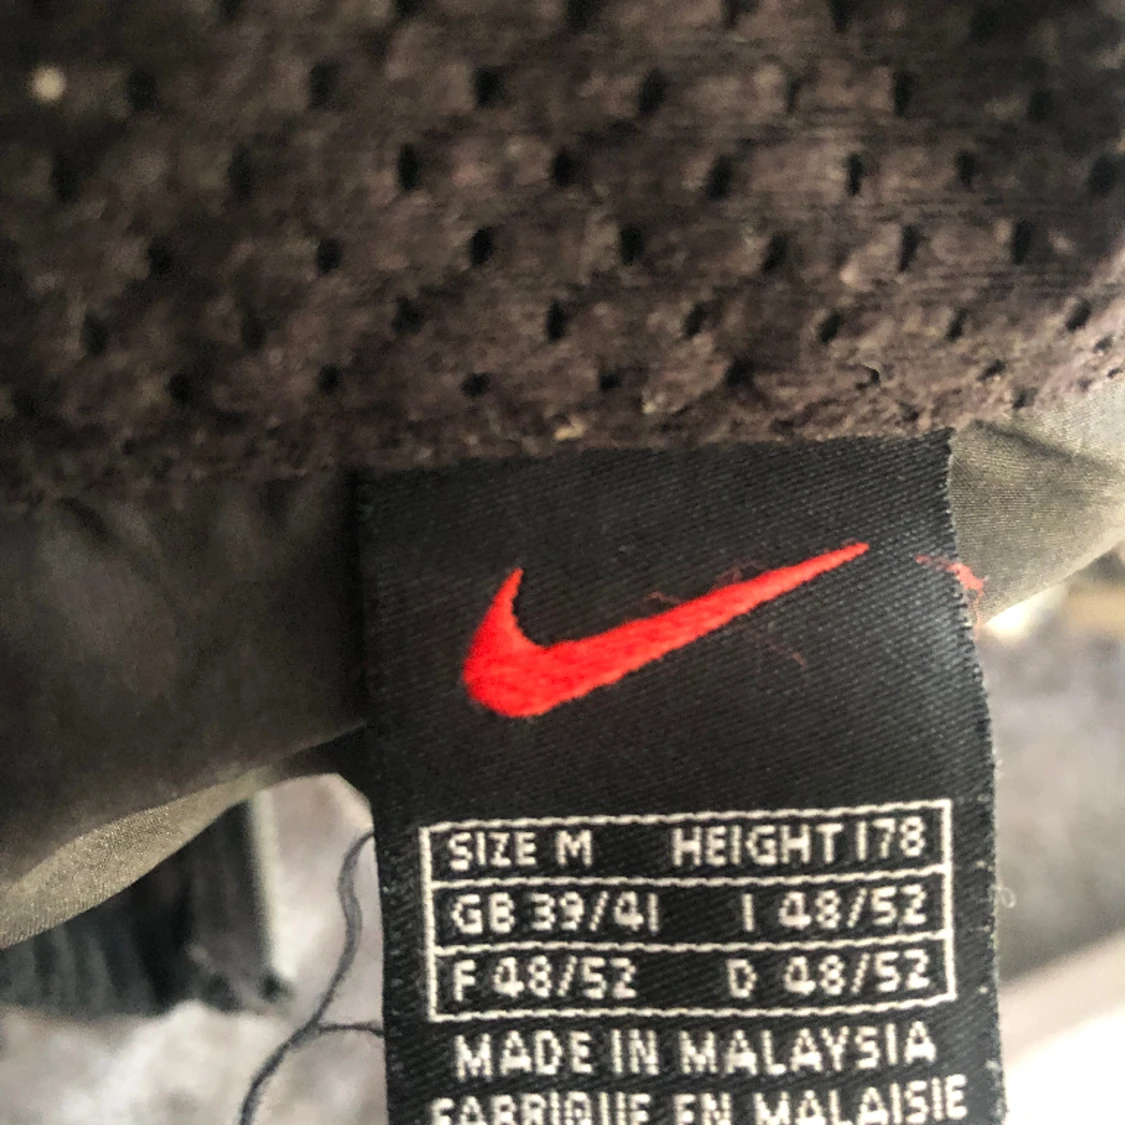 SIZE M HEIGHT 178
GB 39/41 I 48/52
F 48/52 D 48/52
MADE IN MALAYSIA
FABRIQUE EN MALAISIE